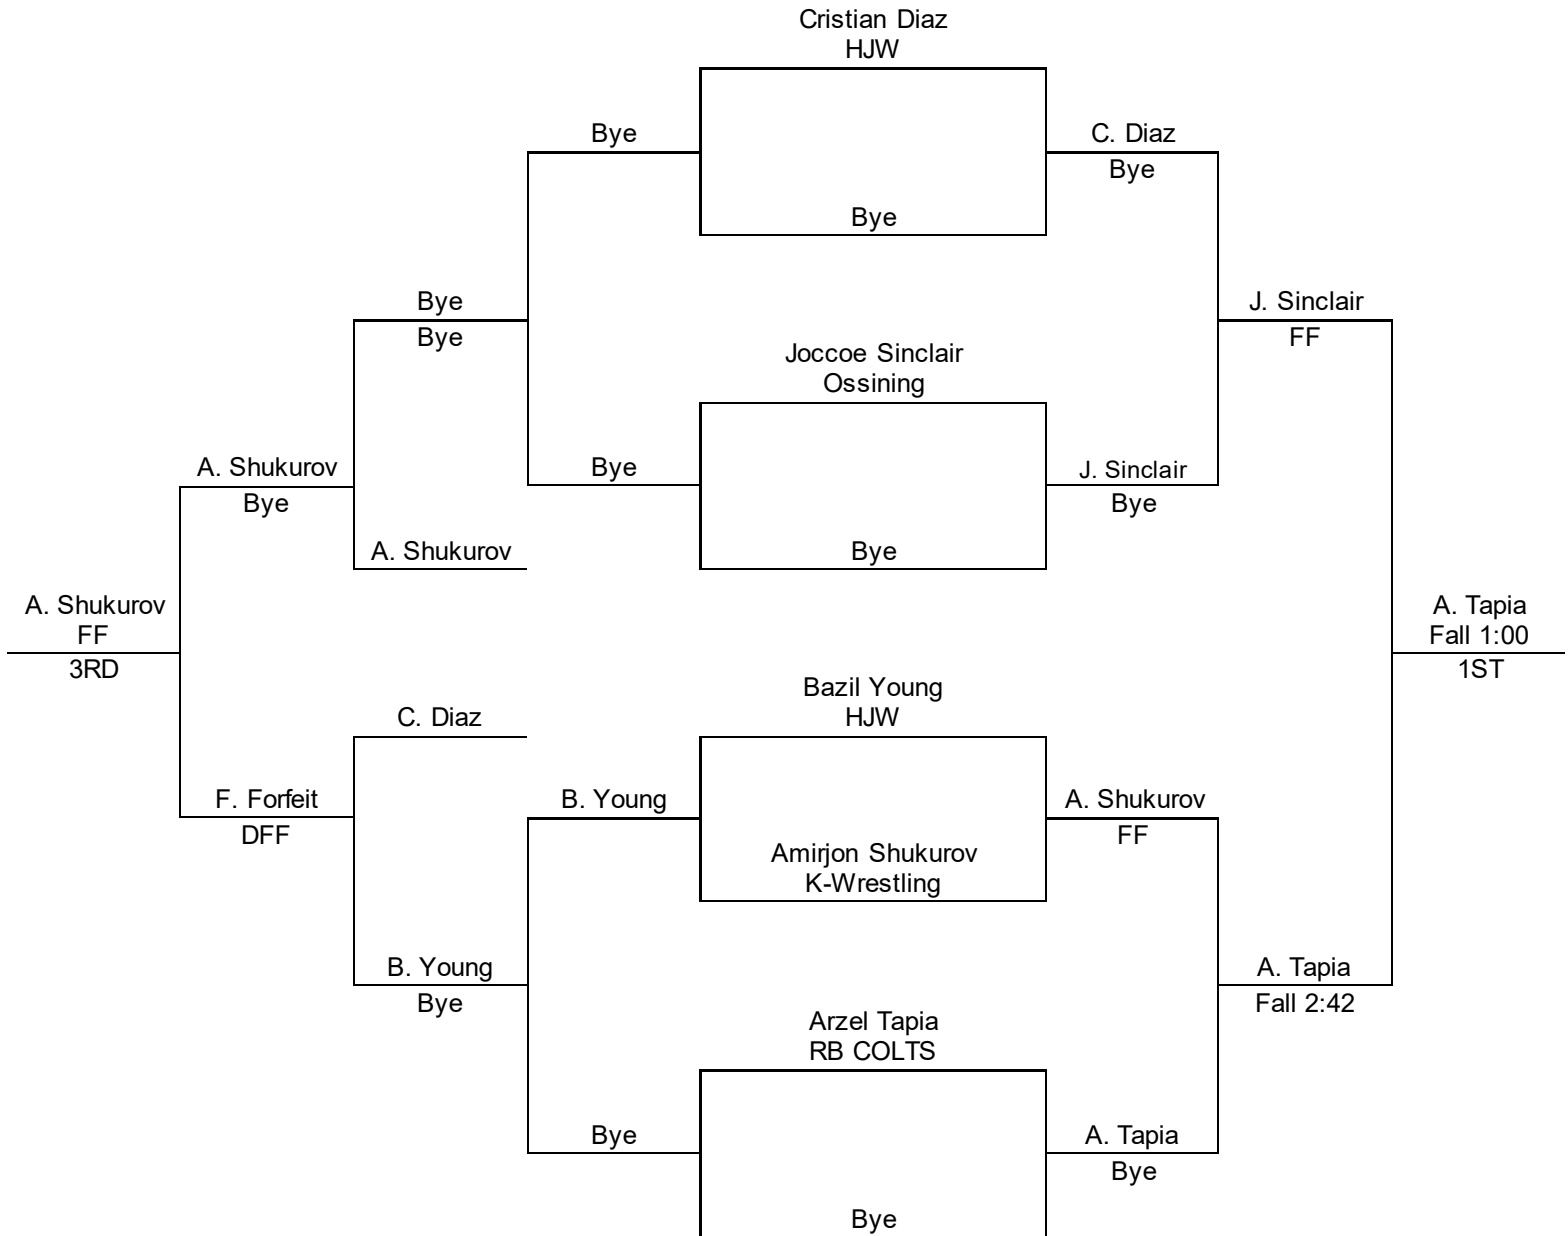 Cristian Diaz
HJW
Bye
C. Diaz
Bye
Bye
Bye
Bye
J. Sinclair
FF
Joccoe Sinclair
Ossining
A. Shukurov
Bye
Bye
J. Sinclair
Bye
A. Shukurov
Bye
A. Shukurov
FF
3RD
A. Tapia
Fall 1:00
1ST
Bazil Young
HJW
C. Diaz
F. Forfeit
DFF
B. Young
A. Shukurov
FF
Amirjon Shukurov
K-Wrestling
B. Young
Bye
A. Tapia
Fall 2:42
Arzel Tapia
RB COLTS
Bye
A. Tapia
Bye
Bye